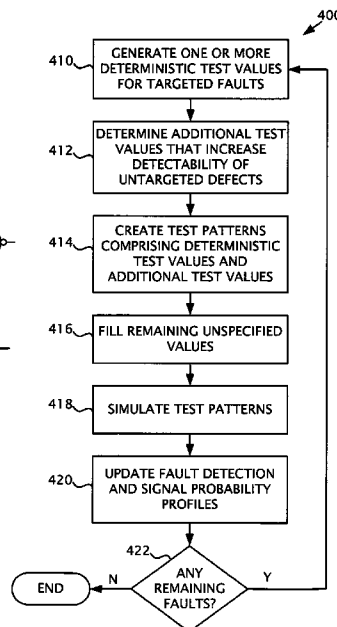 400
410
GENERATE ONE OR MORE
DETERMINISTIC TEST VALUES
FOR TARGETED FAULTS
412
DETERMINE ADDITIONAL TEST
VALUES THAT INCREASE
DETECTABILITY OF
UNTARGETED DEFECTS
414
CREATE TEST PATTERNS
COMPRISING DETERMINISTIC
TEST VALUES AND
ADDITIONAL TEST VALUES
416
FILL REMAINING UNSPECIFIED
VALUES
418
SIMULATE TEST PATTERNS
420
UPDATE FAULT DETECTION
AND SIGNAL PROBABILITY
PROFILES
422
ANY
REMAINING
FAULTS?
N
Y
END